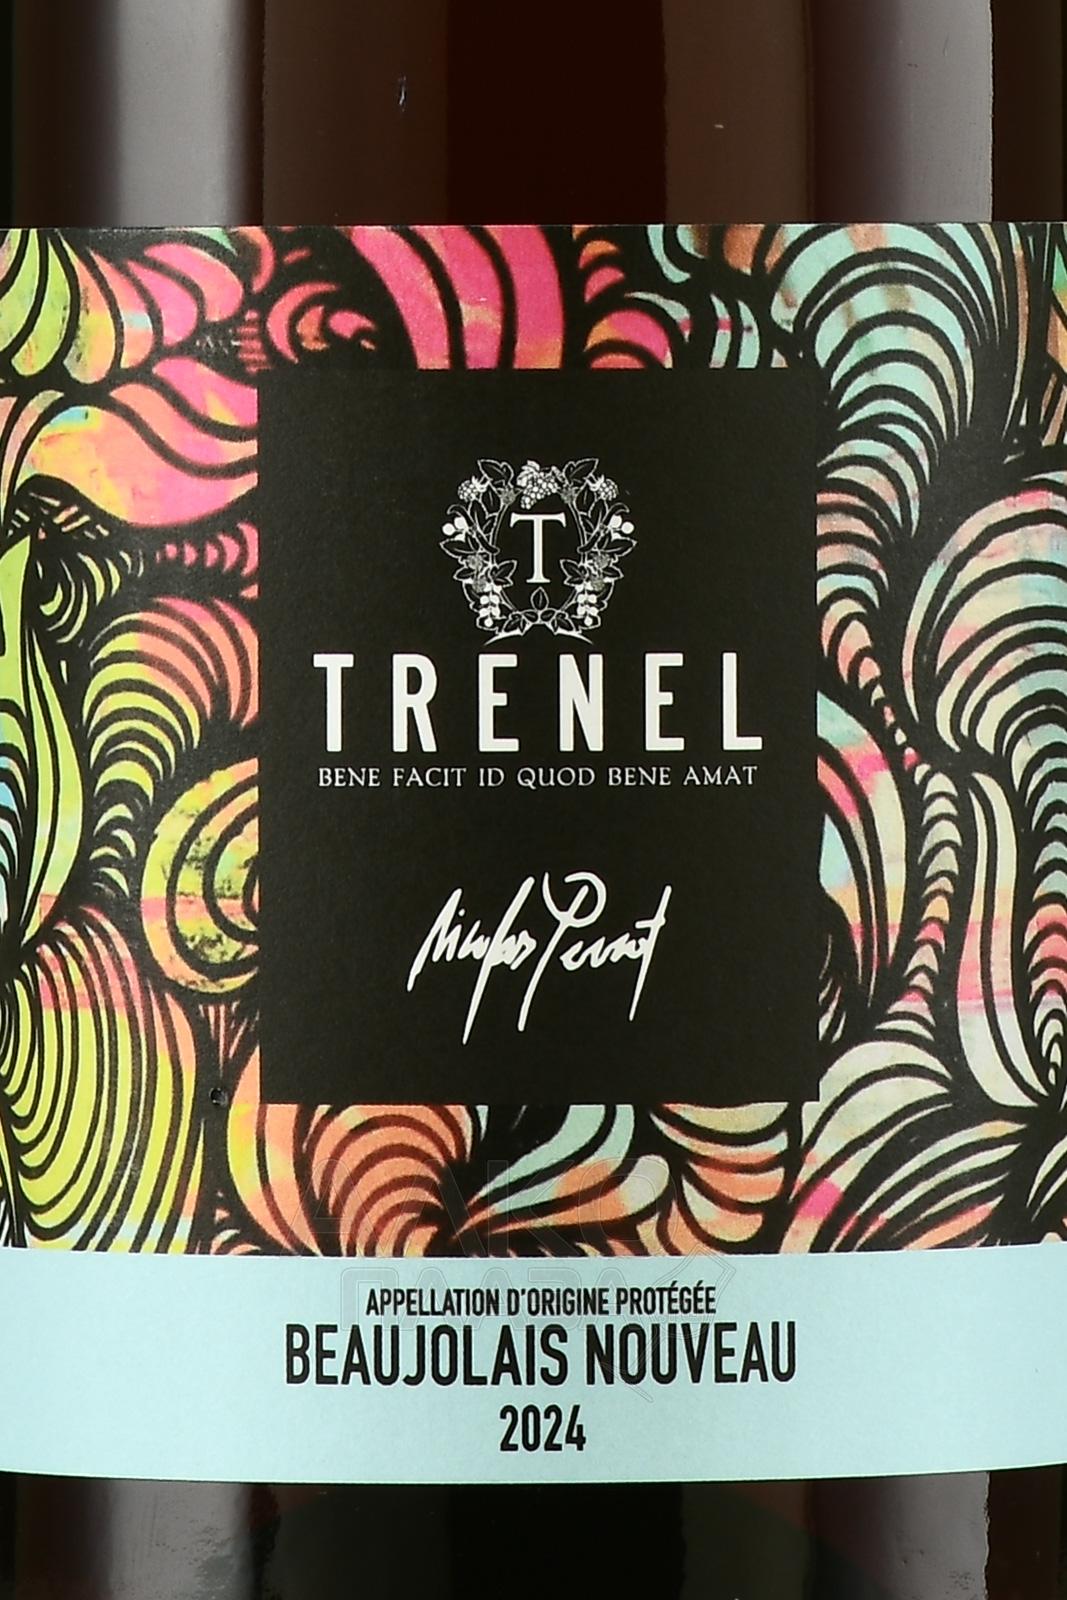 T
TRENEL
BENE FACIT ID QUOD BENE AMAT
APPELLATION D'ORIGINE PROTÉGÉE
BEAUJOLAIS NOUVEAU
2024